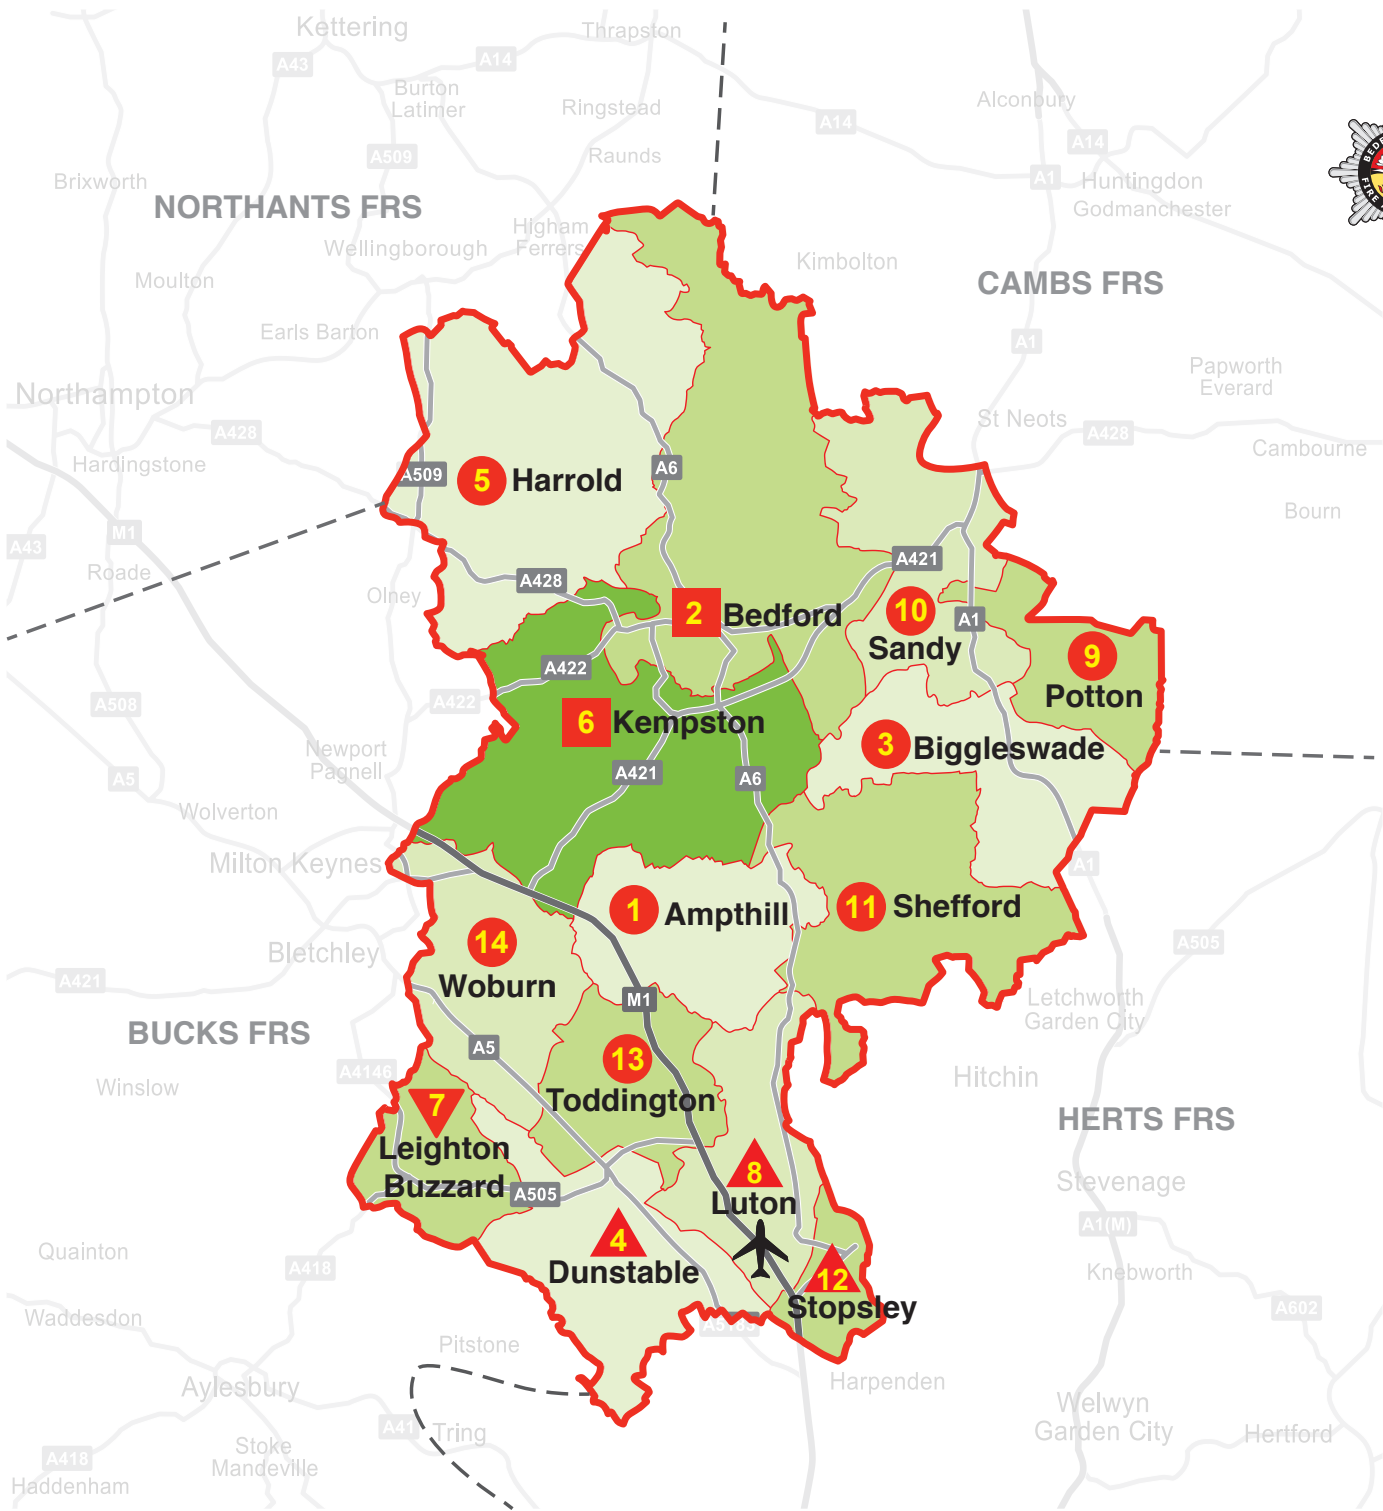 Kettering
Thrapston
A43
A14
Burton
Latimer
Ringstead
Alconbury
A14
A14
A509
Raunds
A1
Brixworth
Huntingdon
Godmanchester
NORTHANTS FRS
Higham
Ferrers
Wellingborough
Kimbolton
Moulton
CAMBS FRS
Earls Barton
A1
Papworth
Everard
Northampton
St Neots
A428
A428
Cambourne
Hardingstone
A509
5 Harrold
A6
Bourn
M1
A43
A421
Roade
A428
Olney
2 Bedford
10
Sandy
A1
A422
9
Potton
A422
A508
6 Kempston
3 Biggleswade
Newport
Pagnell
A5
A421
A6
Wolverton
Milton Keynes
A1
1 Ampthill
11 Shefford
14
Woburn
Bletchley
A505
A421
M1
Letchworth
Garden City
BUCKS FRS
A5
13
Toddington
A4146
Winslow
Hitchin
7
Leighton
Buzzard
HERTS FRS
8
Luton
A505
Stevenage
A1(M)
Quainton
4
Dunstable
A418
12
Stopsley
Knebworth
A602
Waddesdon
Pitstone
Aylesbury
Harpenden
Welwyn
Garden City
A41
Tring
Hertford
Stoke
Mandeville
A418
Haddenham